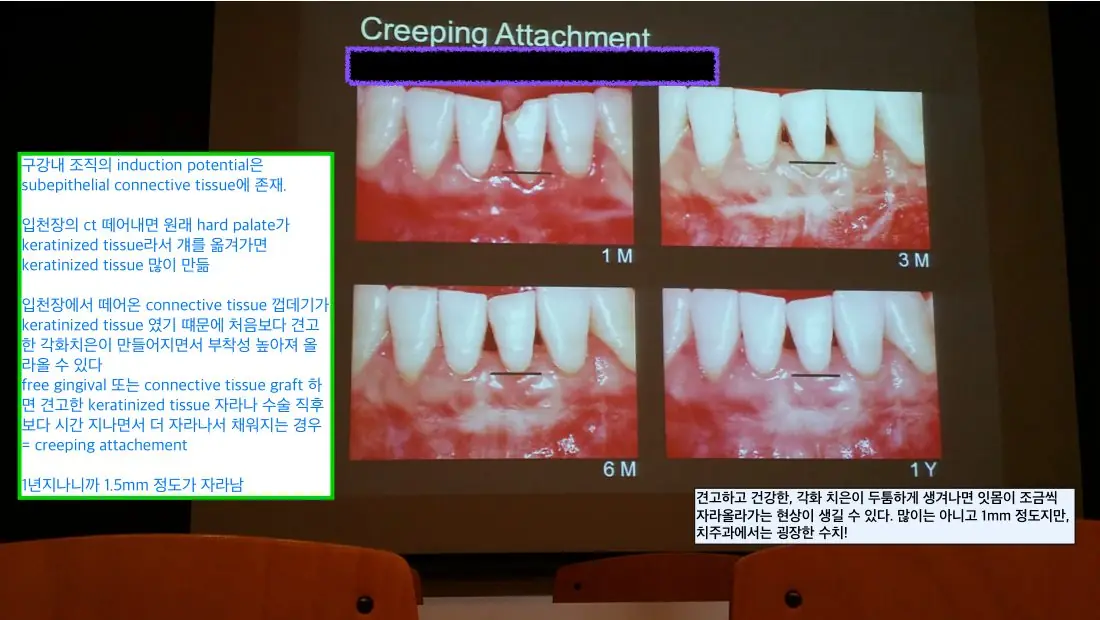 Creeping Attachment
구강내 조직의 induction potential은
subepithelial connective tissue에 존재.
입천장의 ct 떼어내면 원래 hard palate가
keratinized tissue라서 걔를 옮겨가면
keratinized tissue 많이 만듦
입천장에서 떼어온 connective tissue 껍데기가
keratinized tissue 였기 떄문에 처음보다 견고
한 각화치은이 만들어지면서 부착성 높아져 올
라올 수 있다
free gingival 또는 connective tissue graft 하
면 견고한 keratinized tissue 자라나 수술 직후
보다 시간 지나면서 더 자라나서 채워지는 경우
= creeping attachement
1년지나니까 1.5mm 정도가 자라남
1 M
3 M
6 M
1 Y
견고하고 건강한, 각화 치은이 두툼하게 생겨나면 잇몸이 조금씩
자라올라가는 현상이 생길 수 있다. 많이는 아니고 1mm 정도지만,
치주과에서는 굉장한 수치!